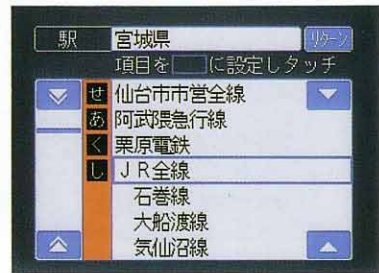 駅 宮城県 リターン
項目を に設定しタッチ
せ 仙台市市営全線
あ 阿武隈急行線
く 栗原電鉄
し JR全線
石巻線
大船渡線
気仙沼線